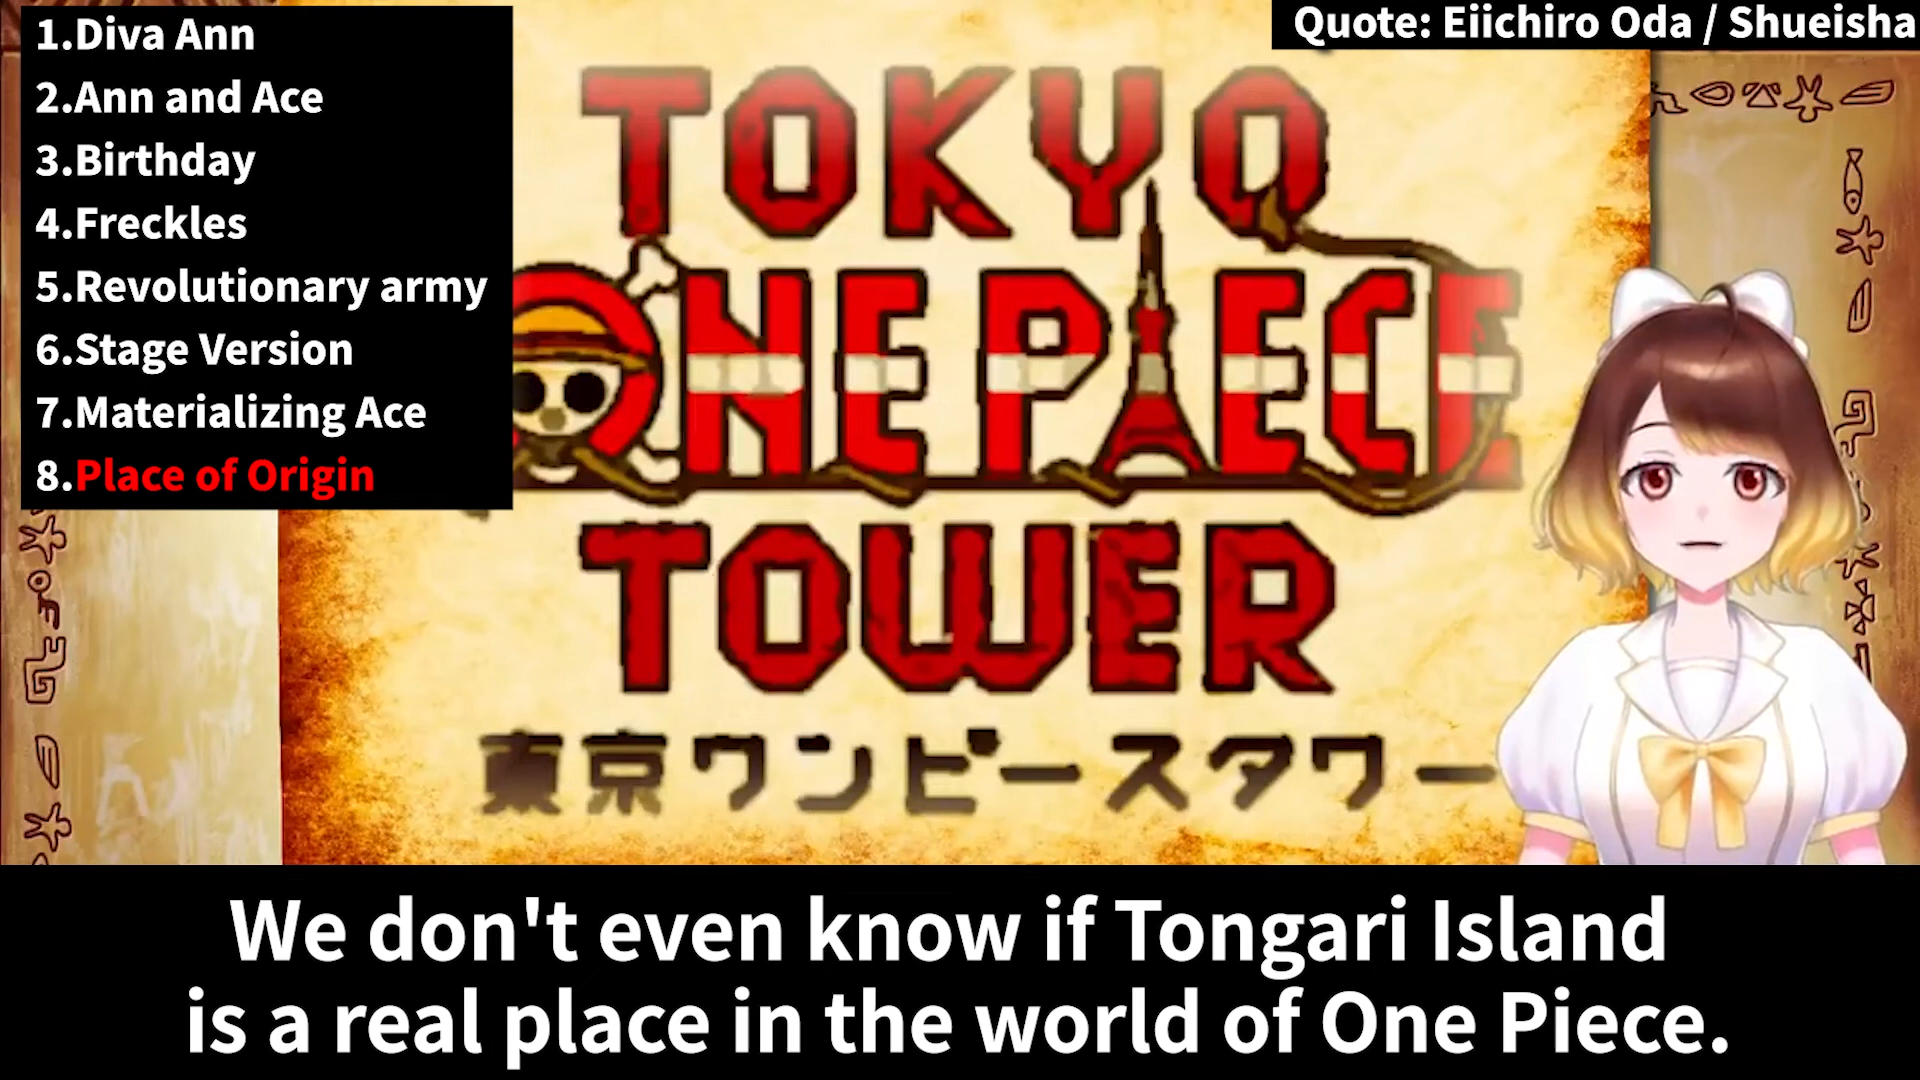 1.Diva Ann
2.Ann and Ace
3.Birthday
4.Freckles
5.Revolutionary army
6.Stage Version
7.Materializing Ace
8.Place of Origin
Quote: Eiichiro Oda / Shueisha
TOKYO
ONE PIECE
TOWER
東京ワンピースタワー
We don't even know if Tongari Island
is a real place in the world of One Piece.